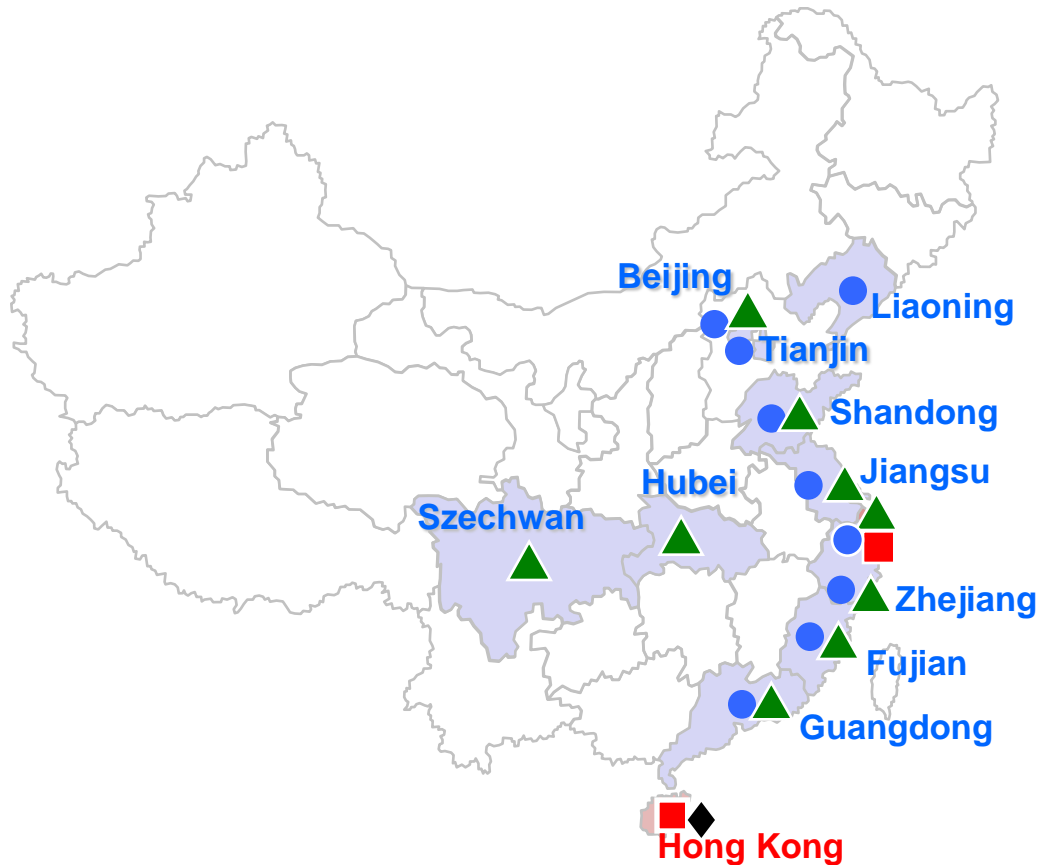 Beijing
Liaoning
Tianjin
Shandong
Jiangsu
Hubei
Szechwan
Zhejiang
Fujian
Guangdong
Hong Kong